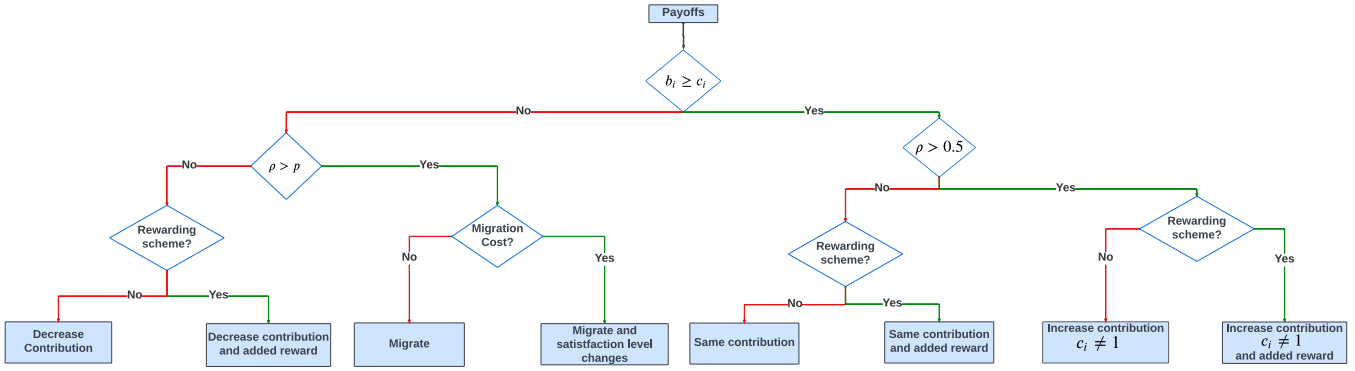 Payoffs
b_i ≥ c_i
No
Yes
ρ > p
ρ > 0.5
No
Yes
No
Yes
Rewarding
scheme?
Migration
Cost?
Rewarding
scheme?
Rewarding
scheme?
No
Yes
No
Yes
No
Yes
No
Yes
Decrease
Contribution
Decrease contribution
and added reward
Migrate
Migrate and
satisfaction level
changes
Same contribution
Same contribution
and added reward
Increase contribution
c_i ≠ 1
Increase contribution
c_i ≠ 1
and added reward